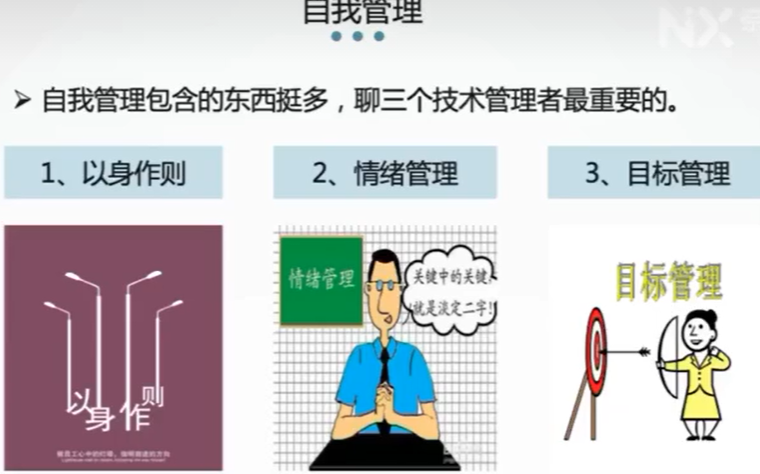 自我管理
NX
➤ 自我管理包含的东西挺多，聊三个技术管理者最重要的。
1、以身作则
2、情绪管理
3、目标管理
以身作则
情绪管理
关键中的关键，
就是淡定二字！
目标管理